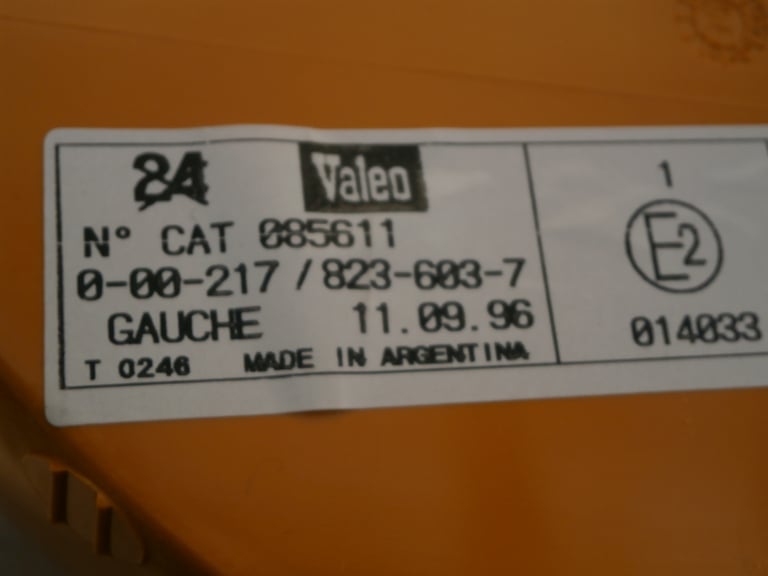 84 Valeo
N° CAT 085611
0-00-217 / 823-603-7
GAUCHE 11.09.96
T 0246 MADE IN ARGENTINA
1
E2
014033